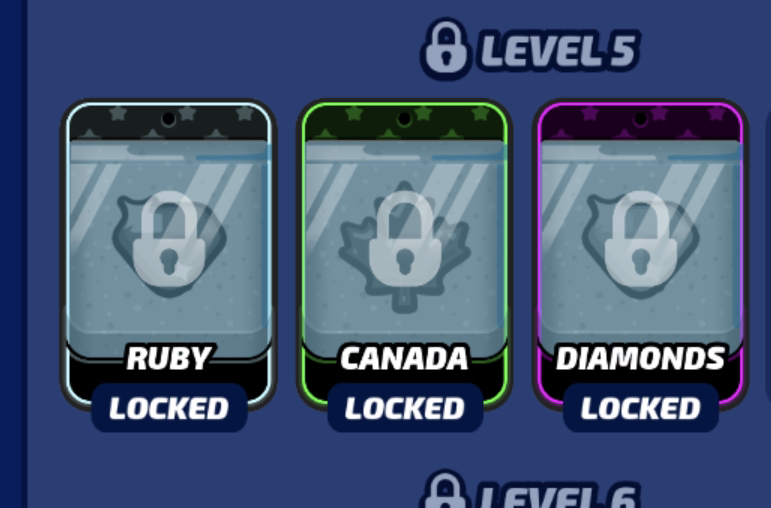 LEVEL 5
RUBY
CANADA
DIAMONDS
LOCKED
LOCKED
LOCKED
LEVEL 6